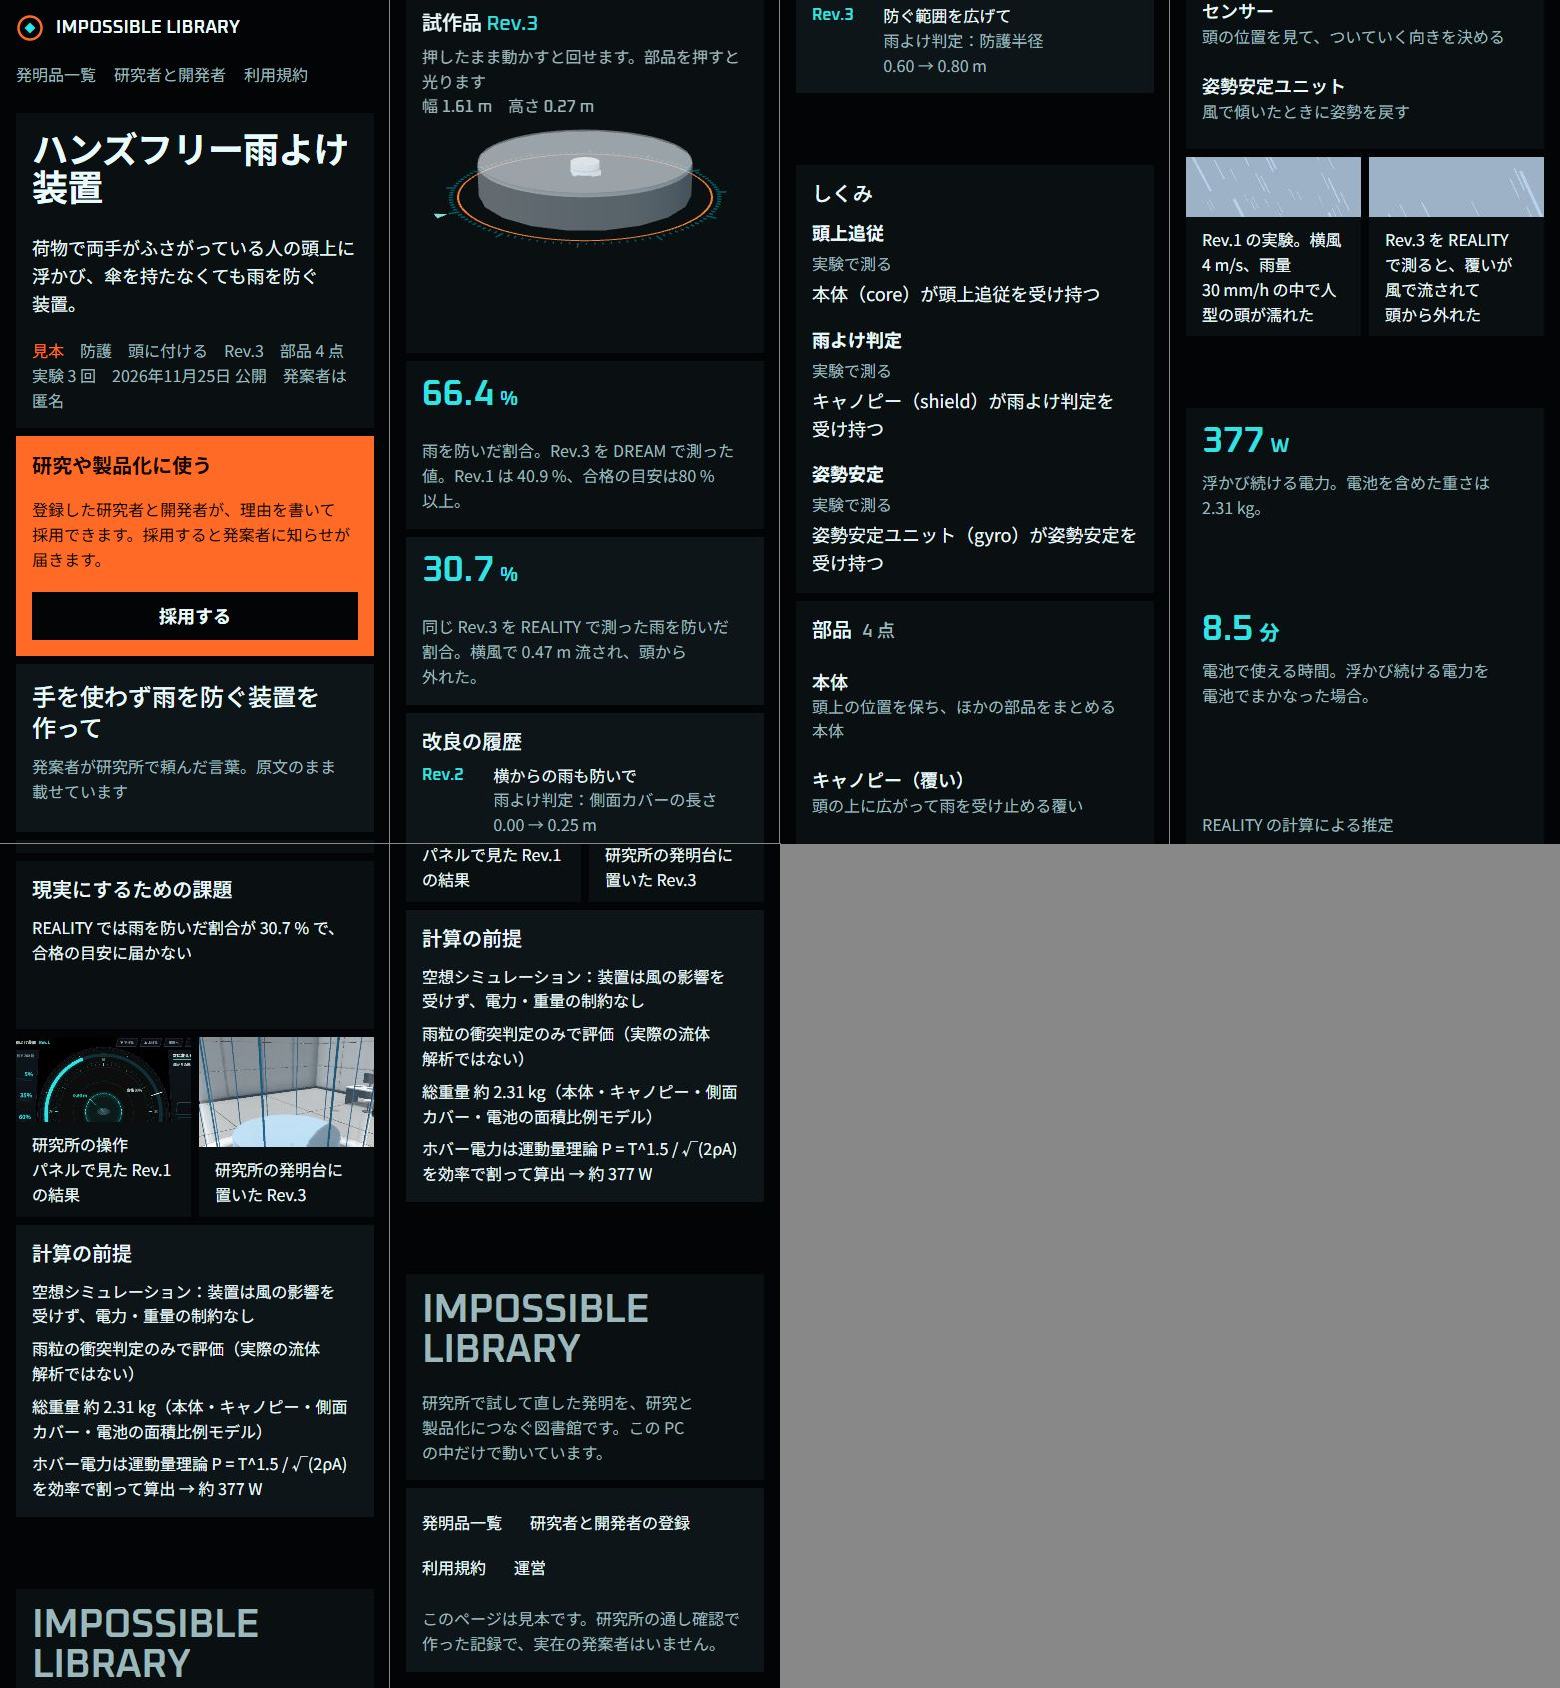 IMPOSSIBLE LIBRARY
発明品一覧 研究者と開発者 利用規約
ハンズフリー雨よけ
装置
荷物で両手がふさがっている人の頭上に
浮かび、傘を持たなくても雨を防ぐ
装置。
見本 防護 頭に付ける Rev.3 部品 4 点
実験 3 回 2026年11月25日 公開 発案者は
匿名
研究や製品化に使う
登録した研究者と開発者が、理由を書いて
採用できます。採用すると発案者に知らせが
届きます。
採用する
手を使わず雨を防ぐ装置を
作って
発案者が研究所で頼んだ言葉。原文のまま
載せています
試作品 Rev.3
押したまま動かすと回せます。部品を押すと
光ります
幅 1.61 m 高さ 0.27 m
66.4 %
雨を防いだ割合。Rev.3 を DREAM で測った
値。Rev.1 は 40.9 %、合格の目安は80 %
以上。
30.7 %
同じ Rev.3 を REALITY で測った雨を防いだ
割合。横風で 0.47 m 流され、頭から
外れた。
改良の履歴
Rev.2 横からの雨も防いで
雨よけ判定：側面カバーの長さ
0.00 → 0.25 m
Rev.3 防ぐ範囲を広げて
雨よけ判定：防護半径
0.60 → 0.80 m
しくみ
頭上追従
実験で測る
本体（core）が頭上追従を受け持つ
雨よけ判定
実験で測る
キャノピー（shield）が雨よけ判定を
受け持つ
姿勢安定
実験で測る
姿勢安定ユニット（gyro）が姿勢安定を
受け持つ
部品 4 点
本体
頭上の位置を保ち、ほかの部品をまとめる
本体
キャノピー（覆い）
頭の上に広がって雨を受け止める覆い
センサー
頭の位置を見て、ついていく向きを決める
姿勢安定ユニット
風で傾いたときに姿勢を戻す
Rev.1 の実験。横風
4 m/s、雨量
30 mm/h の中で人
型の頭が濡れた
Rev.3 を REALITY
で測ると、覆いが
風で流されて
頭から外れた
377 W
浮かび続ける電力。電池を含めた重さは
2.31 kg。
8.5 分
電池で使える時間。浮かび続ける電力を
電池でまかなった場合。
REALITY の計算による推定
現実にするための課題
REALITY では雨を防いだ割合が 30.7 % で、
合格の目安に届かない
5%
35%
60%
研究所の操作
パネルで見た Rev.1
の結果
研究所の発明台に
置いた Rev.3
計算の前提
空想シミュレーション：装置は風の影響を
受けず、電力・重量の制約なし
雨粒の衝突判定のみで評価（実際の流体
解析ではない）
総重量 約 2.31 kg（本体・キャノピー・側面
カバー・電池の面積比例モデル）
ホバー電力は運動量理論 P = T^1.5 / √(2ρA)
を効率で割って算出 → 約 377 W
IMPOSSIBLE
LIBRARY
パネルで見た Rev.1
の結果
研究所の発明台に
置いた Rev.3
計算の前提
空想シミュレーション：装置は風の影響を
受けず、電力・重量の制約なし
雨粒の衝突判定のみで評価（実際の流体
解析ではない）
総重量 約 2.31 kg（本体・キャノピー・側面
カバー・電池の面積比例モデル）
ホバー電力は運動量理論 P = T^1.5 / √(2ρA)
を効率で割って算出 → 約 377 W
IMPOSSIBLE
LIBRARY
研究所で試して直した発明を、研究と
製品化につなぐ図書館です。この PC
の中だけで動いています。
発明品一覧 研究者と開発者の登録
利用規約 運営
このページは見本です。研究所の通し確認で
作った記録で、実在の発案者はいません。